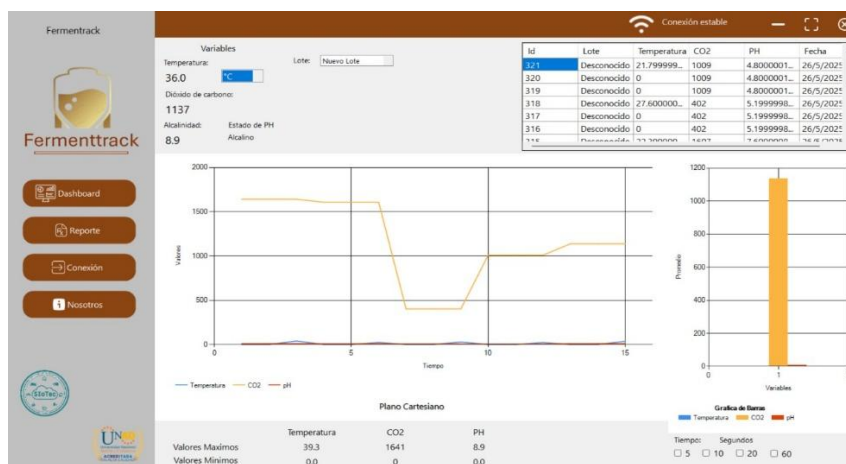 Fermentrack
Conexión estable
Fermenttrack
Dashboard
Reporte
Conexión
Nosotros
SEnTec
UN
ACREDITADA
Variables
Temperatura:
Lote: Nuevo Lote
36.0 °C
Dióxido de carbono:
1137
Alcalinidad: Estado de PH
8.9 Alcalino
Id Lote Temperatura CO2 PH Fecha
321 Desconocido 21.799999... 1009 4.8000001... 26/5/2025
320 Desconocido 0 1009 4.8000001... 26/5/2025
319 Desconocido 0 1009 4.8000001... 26/5/2025
318 Desconocido 27.600000... 402 5.1999998... 26/5/2025
317 Desconocido 0 402 5.1999998... 26/5/2025
316 Desconocido 0 402 5.1999998... 26/5/2025
2000
1500
1000
500
0
Valores
0 5 10 15
Tiempo
Temperatura CO2 pH
1200
1000
800
600
400
200
0
Promedio
0 1
Variables
Grafica de Barras
Temperatura CO2 pH
Plano Cartesiano
Temperatura CO2 PH
Valores Maximos 39.3 1641 8.9
Valores Minimos 0.0 0 0.0
Tiempo: Segundos
5 10 20 60